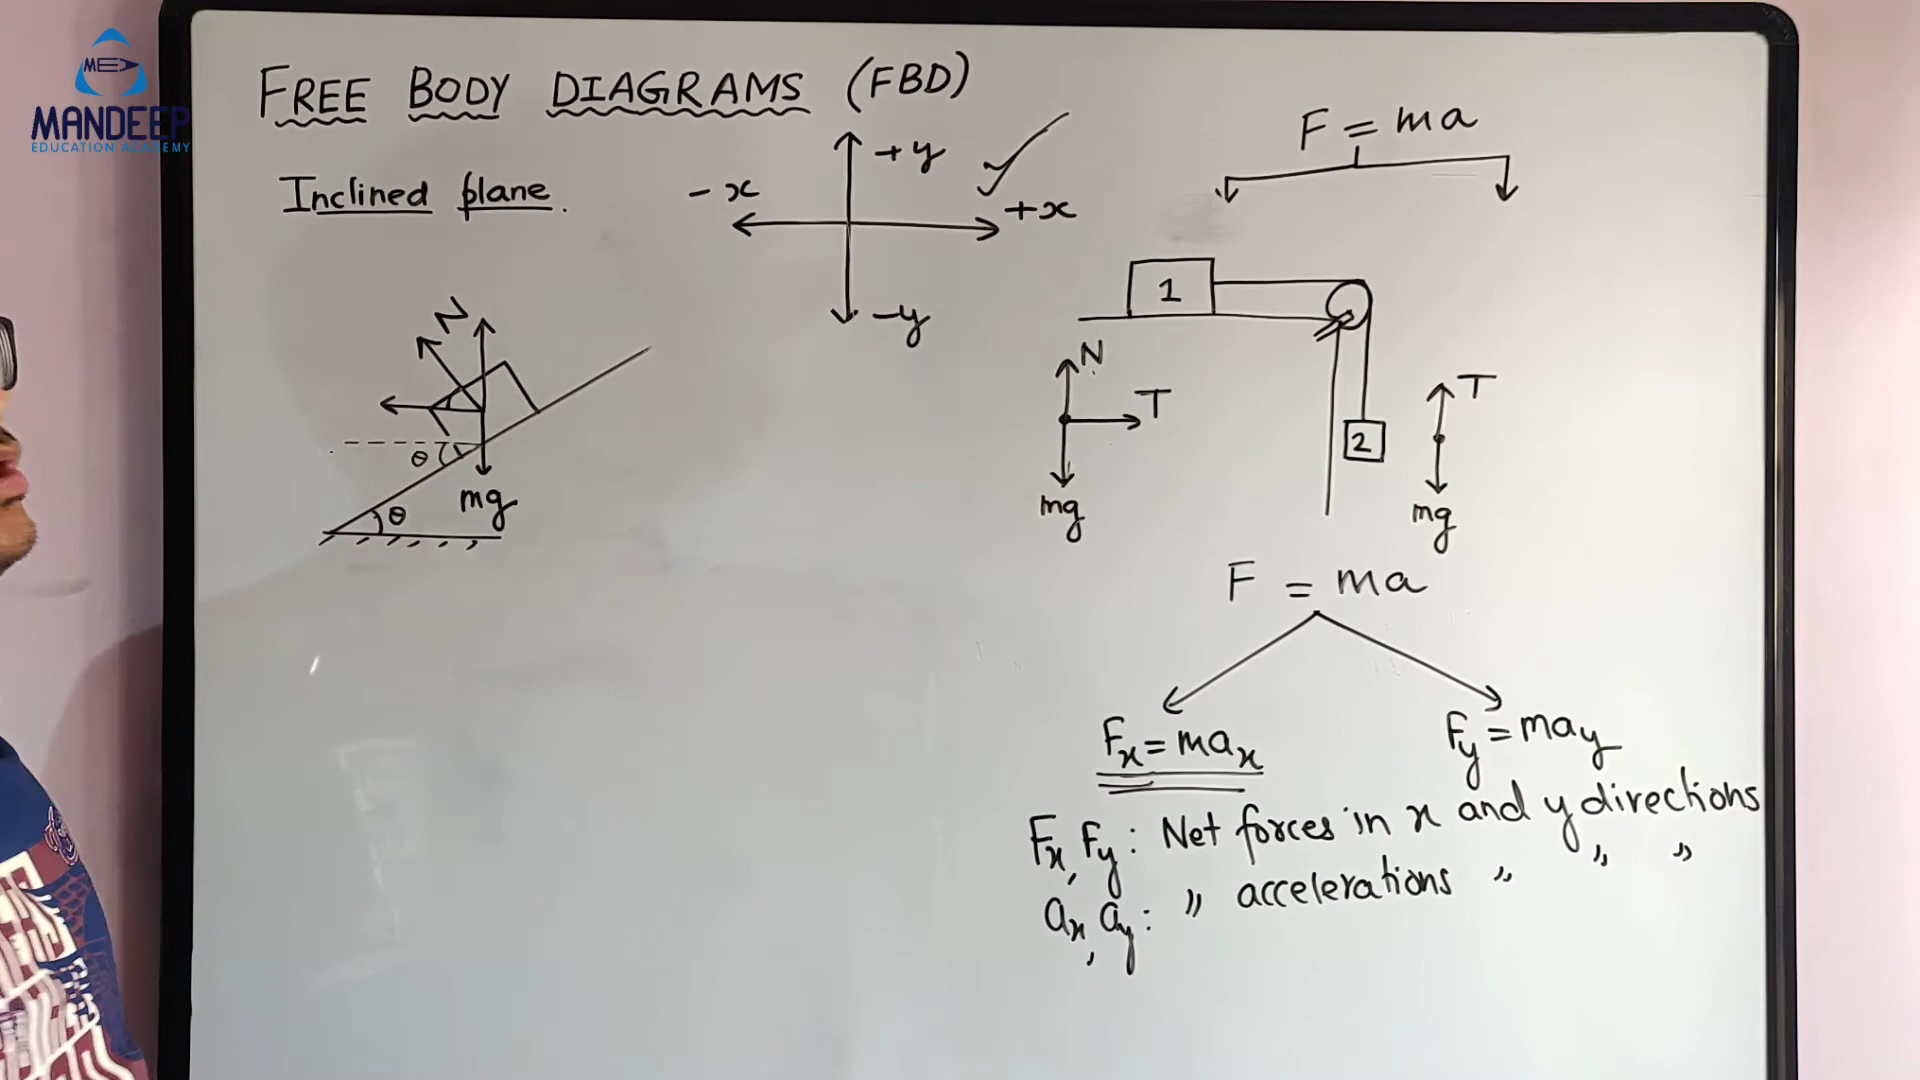 MED
MANDEEP
EDUCATION ACADEMY
FREE BODY DIAGRAMS (FBD)
Inclined plane.
+y
-x
+x
-y
N
θ
mg
θ
F = ma
1
N
T
mg
2
T
mg
F = ma
Fx = max
Fy = may
Fx, Fy : Net forces in x and y directions
ax, ay : " accelerations " " "